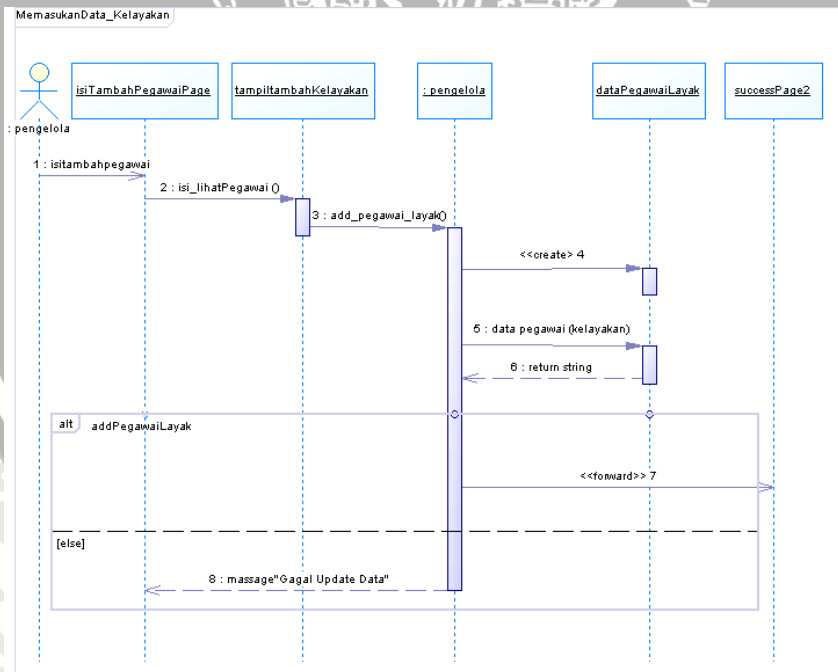 MemasukanData_Kelayakan
isiTambahPegawaiPage
tampiltambahKelayakan
: pengelola
dataPegawaiLayak
successPage2
: pengelola
1 : isitambahpegawai
2 : isi_lihatPegawai ()
3 : add_pegawai_layak()
<<create> 4
5 : data pegawai (kelayakan)
6 : return string
alt
addPegawaiLayak
<<forward>> 7
[else]
8 : massage"Gagal Update Data"